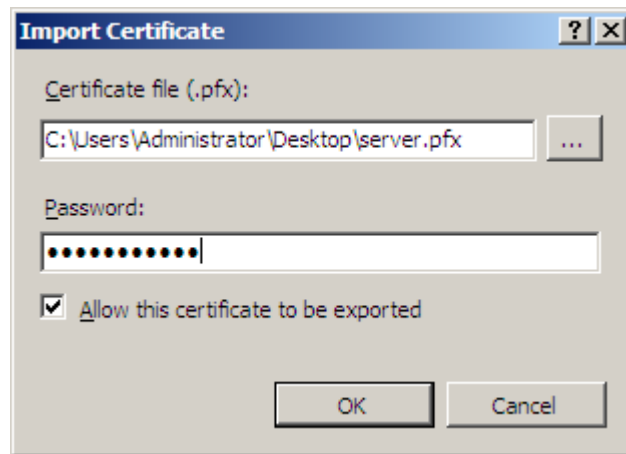 Import Certificate
Certificate file (.pfx):
C:\Users\Administrator\Desktop\server.pfx
...
Password:
●●●●●●●●●●●
Allow this certificate to be exported
OK
Cancel